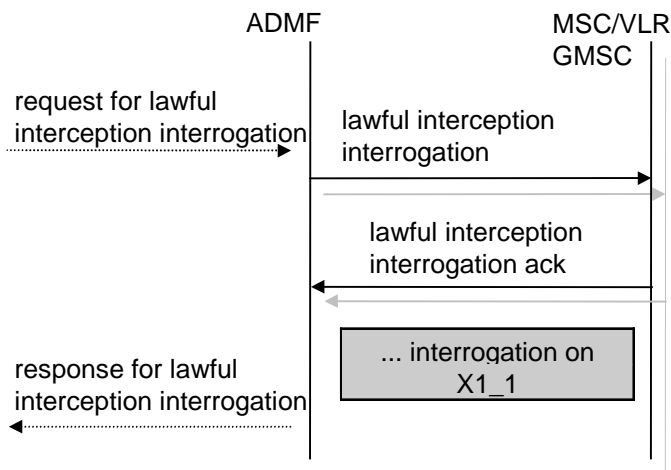 ADMF
MSC/VLR
GMSC
request for lawful
interception interrogation
lawful interception
interrogation
lawful interception
interrogation ack
... interrogation on
X1_1
response for lawful
interception interrogation